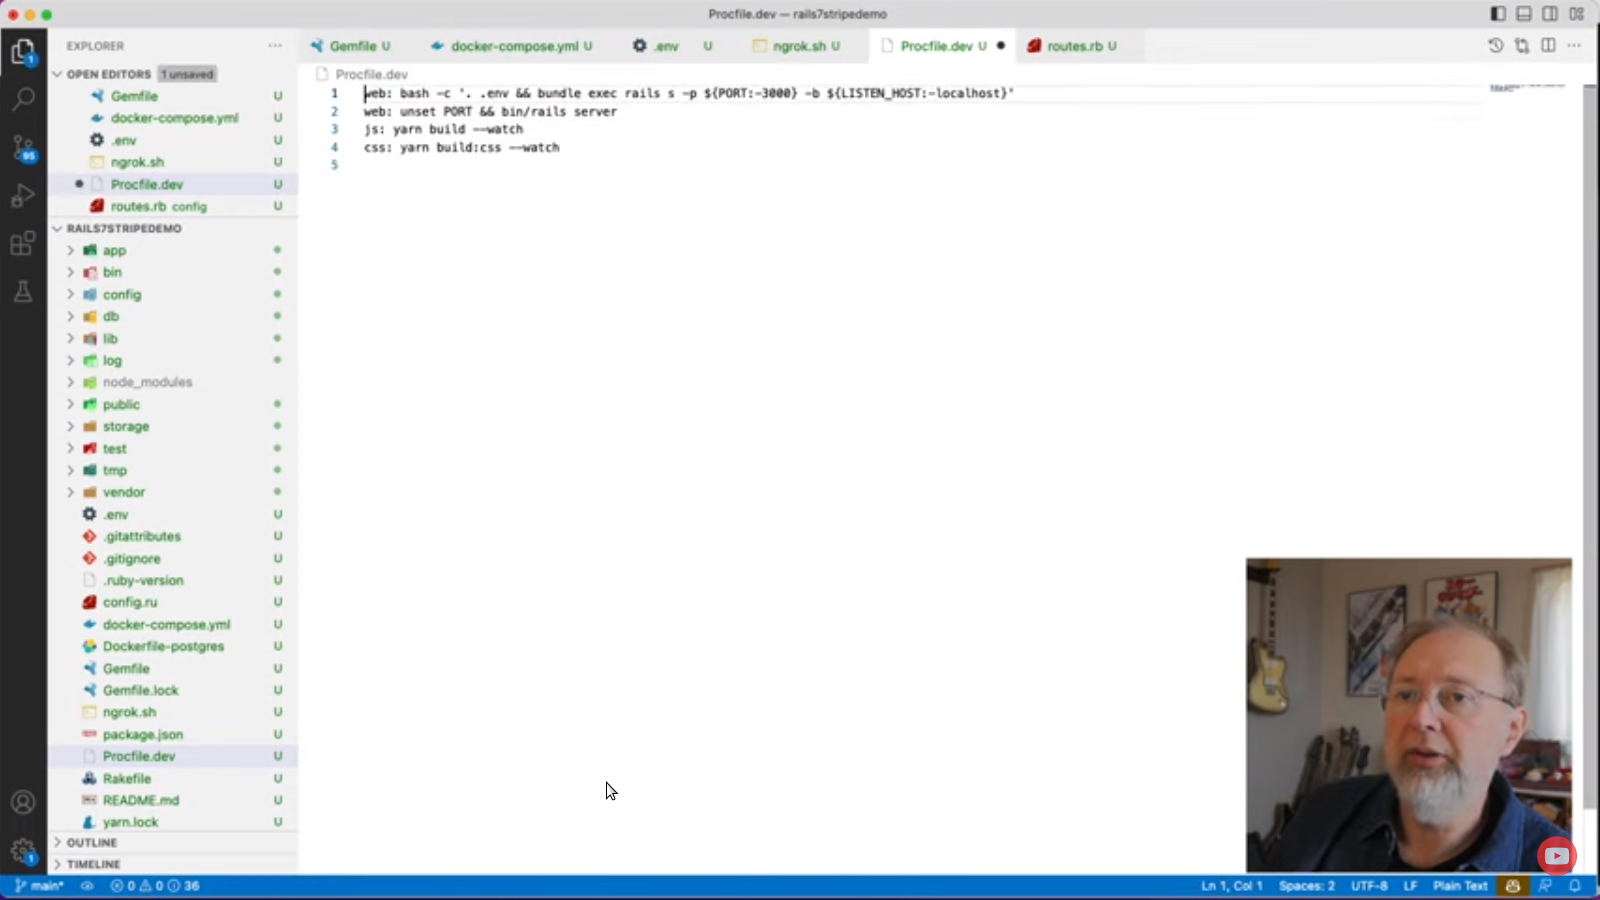 Procfile.dev — rails7stripedemo
EXPLORER
Gemfile U
docker-compose.yml U
.env U
ngrok.sh U
Procfile.dev U
routes.rb U
OPEN EDITORS 1 unsaved
Gemfile U
docker-compose.yml U
.env U
ngrok.sh U
Procfile.dev U
routes.rb config U
RAILS7STRIPEDEMO
app
bin
config
db
lib
log
node_modules
public
storage
test
tmp
vendor
.env U
.gitattributes U
.gitignore U
.ruby-version U
config.ru U
docker-compose.yml U
Dockerfile-postgres U
Gemfile U
Gemfile.lock U
ngrok.sh U
package.json U
Procfile.dev U
Rakefile U
README.md U
yarn.lock U
OUTLINE
TIMELINE
Procfile.dev
1 web: bash -c '. .env && bundle exec rails s -p ${PORT:-3000} -b ${LISTEN_HOST:-localhost}'
2 web: unset PORT && bin/rails server
3 js: yarn build --watch
4 css: yarn build:css --watch
5
1
95
1
main* 0 0 36
Ln 1, Col 1 Spaces: 2 UTF-8 LF Plain Text